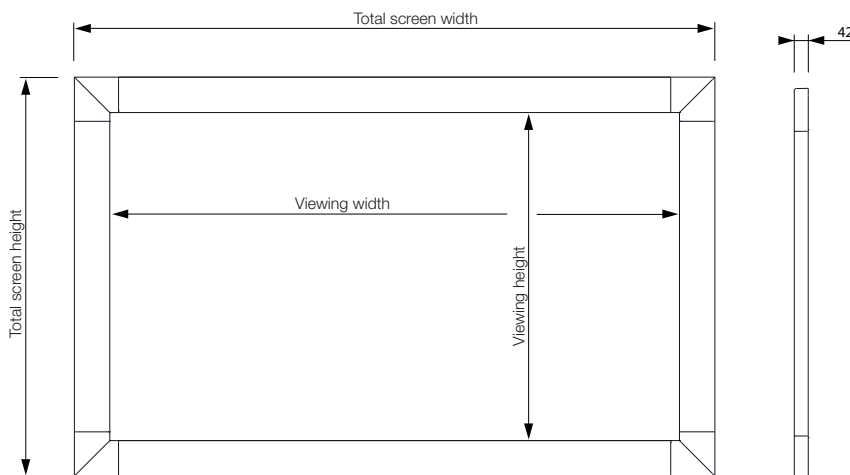 Total screen width
42
Total screen height
Viewing width
Viewing height